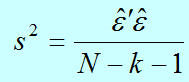 s² = ε̂′ε̂ / (N − k − 1)